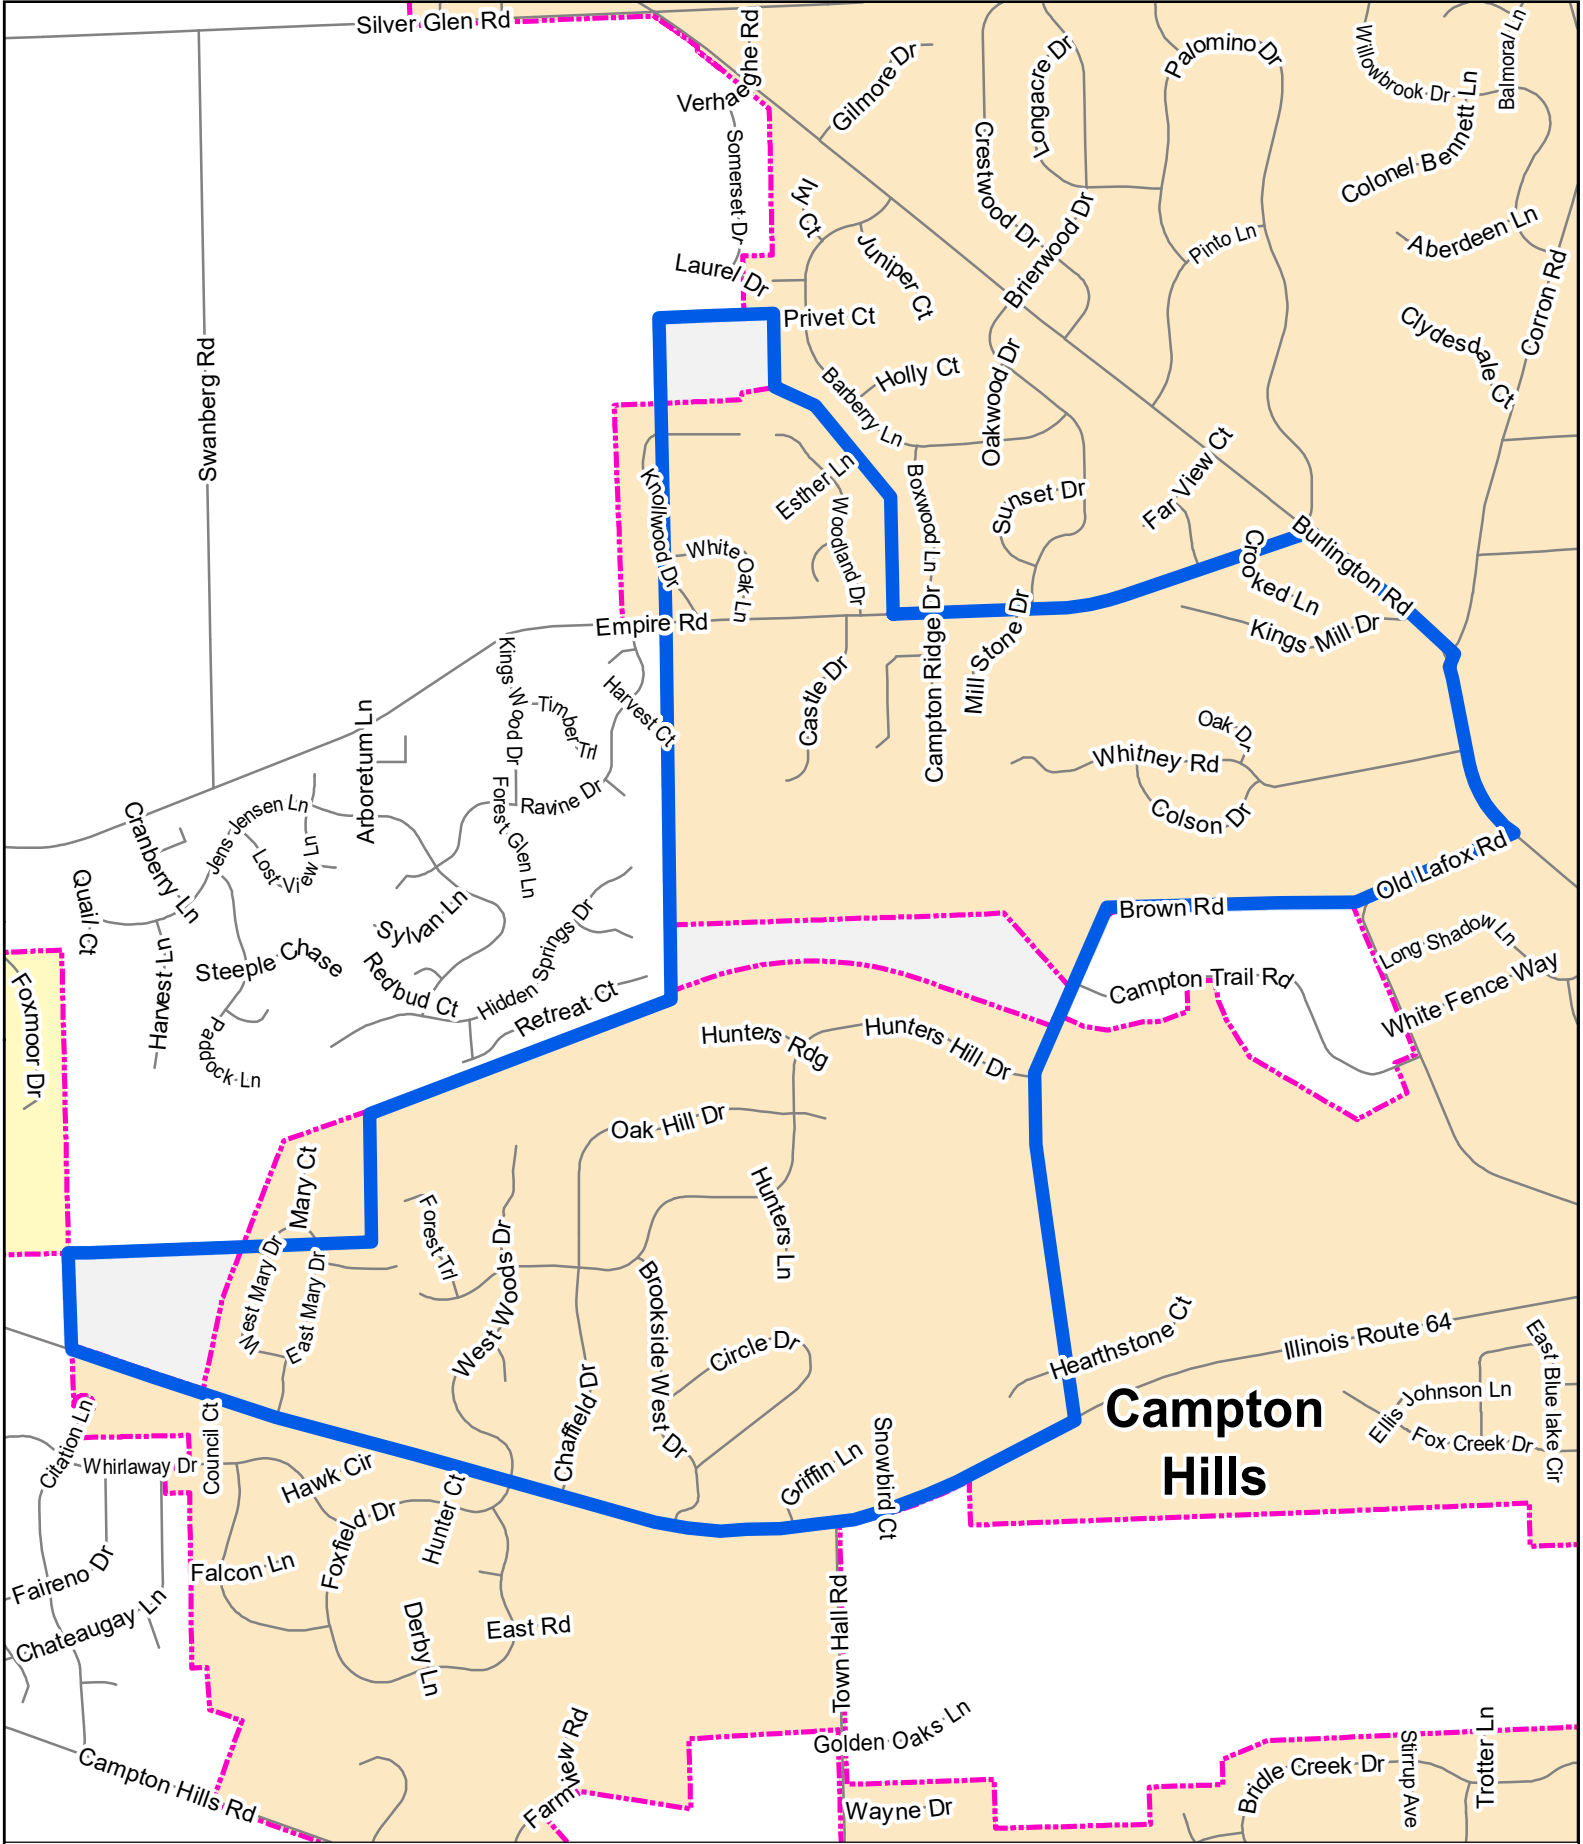 Silver Glen Rd
Verhaeghe Rd
Gilmore Dr
Longacre Dr
Palomino Dr
Willowbrook Dr
Balmoral Ln
Colonel Bennett Ln
Somerset Dr
Crestwood Dr
Ivy Ct
Juniper Ct
Brierwood Dr
Pinto Ln
Aberdeen Ln
Corron Rd
Laurel Dr
Privet Ct
Clydesdale Ct
Swanberg Rd
Holly Ct
Oakwood Dr
Barberry Ln
Boxwood Ln
Far View Ct
Knollwood Dr
Esther Ln
Woodland Dr
Sunset Dr
White Oak Ln
Burlington Rd
Crooked Ln
Kings Mill Dr
Empire Rd
Kings Wood Dr
Timber Trl
Harvest Ct
Castle Dr
Campton Ridge Dr
Mill Stone Dr
Oak Dr
Whitney Rd
Colson Dr
Arboretum Ln
Forest Glen Ln
Ravine Dr
Cranberry Ln
Jens Jensen Ln
Lost View Ln
Old Lafox Rd
Brown Rd
Quail Ct
Harvest Ln
Steeple Chase
Sylvan Ln
Redbud Ct
Hidden Springs Dr
Retreat Ct
Long Shadow Ln
White Fence Way
Campton Trail Rd
Foxmoor Dr
Paddock Ln
Hunters Rdg
Hunters Hill Dr
Oak Hill Dr
Mary Ct
Forest Trl
West Woods Dr
Hunters Ln
West Mary Dr
East Mary Dr
Brookside West Dr
Circle Dr
Hearthstone Ct
Illinois Route 64
East Blue lake Cir
Ellis Johnson Ln
Fox Creek Dr
Campton
Hills
Citation Ln
Council Ct
Whirlaway Dr
Hawk Cir
Chaffield Dr
Griffin Ln
Snowbird Ct
Foxfield Dr
Hunter Ct
Faireno Dr
Falcon Ln
Chateaugay Ln
Derby Ln
East Rd
Town Hall Rd
Golden Oaks Ln
Campton Hills Rd
Farmview Rd
Wayne Dr
Bridle Creek Dr
Stirrup Ave
Trotter Ln